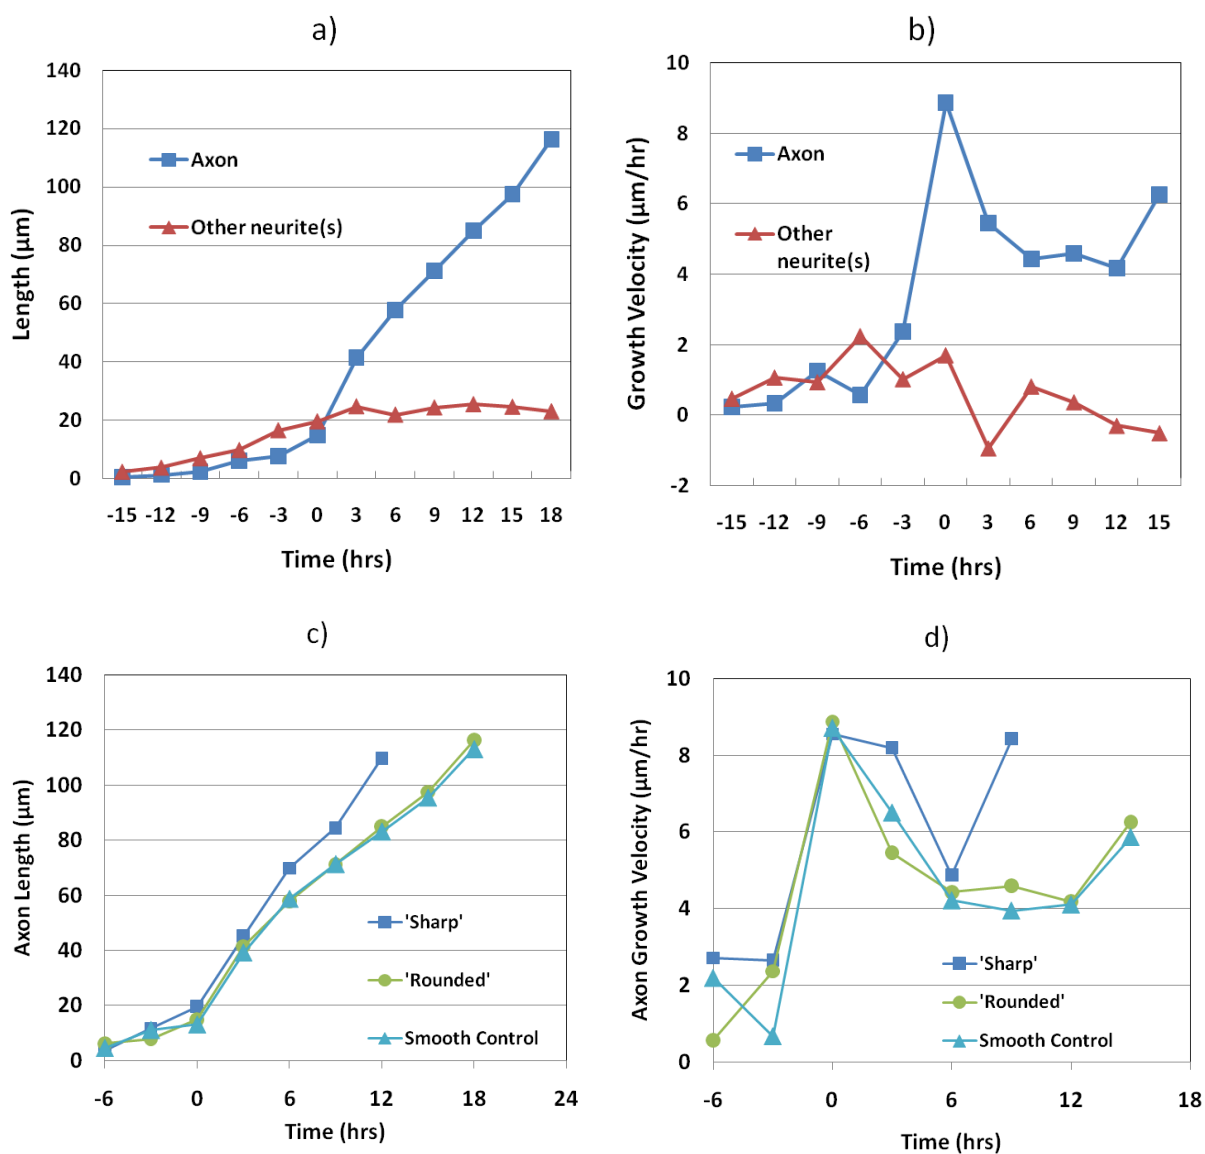 a)
140
120
100
80
60
40
20
0
Length (µm)
Axon
Other neurite(s)
-15 -12 -9 -6 -3 0 3 6 9 12 15 18
Time (hrs)
b)
10
8
6
4
2
0
-2
Growth Velocity (µm/hr)
Axon
Other
neurite(s)
-15 -12 -9 -6 -3 0 3 6 9 12 15
Time (hrs)
c)
140
120
100
80
60
40
20
0
Axon Length (µm)
'Sharp'
'Rounded'
Smooth Control
-6 0 6 12 18 24
Time (hrs)
d)
10
8
6
4
2
0
Axon Growth Velocity (µm/hr)
'Sharp'
'Rounded'
Smooth Control
-6 0 6 12 18
Time (hrs)